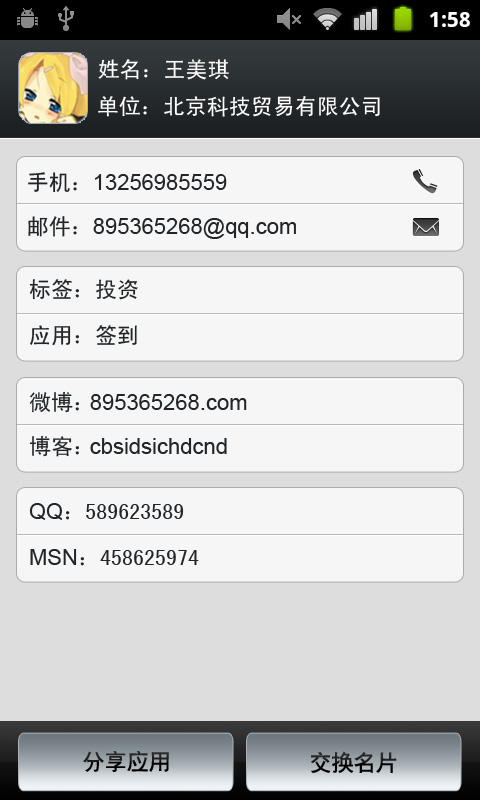 1:58
姓名：王美琪
单位：北京科技贸易有限公司
手机：13256985559
邮件：895365268@qq.com
标签：投资
应用：签到
微博：895365268.com
博客：cbsidsichdcnd
QQ：589623589
MSN：458625974
分享应用
交换名片